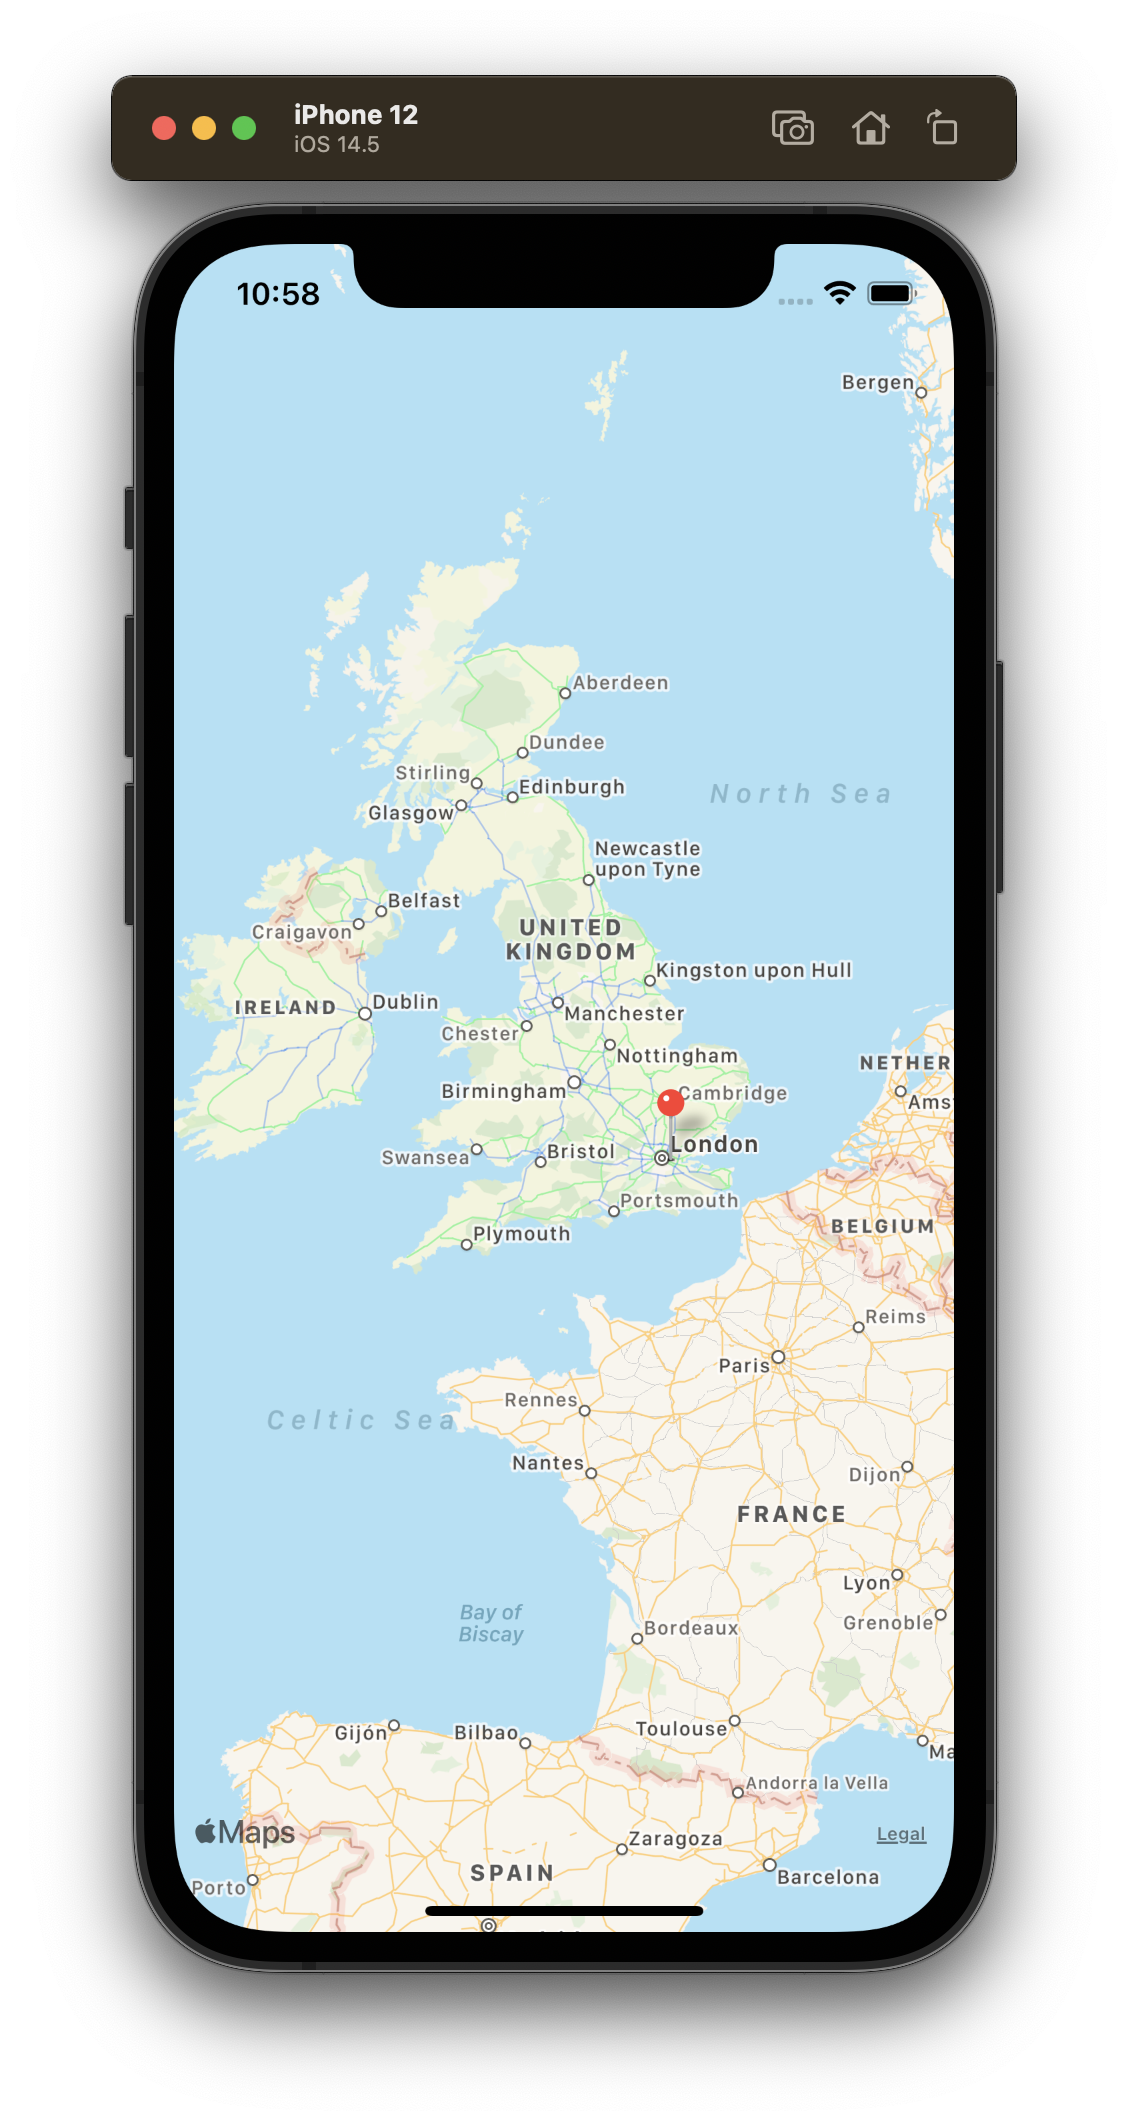 iPhone 12
iOS 14.5
10:58
Bergen
Aberdeen
Dundee
Stirling
Edinburgh
North Sea
Glasgow
Newcastle
upon Tyne
Belfast
Craigavon
UNITED
KINGDOM
Kingston upon Hull
IRELAND
Dublin
Manchester
Chester
Nottingham
NETHER
Birmingham
Cambridge
Ams
London
Bristol
Swansea
Portsmouth
BELGIUM
Plymouth
Reims
Paris
Rennes
Celtic Sea
Nantes
Dijon
FRANCE
Lyon
Bay of
Biscay
Grenoble
Bordeaux
Toulouse
Gijón
Bilbao
Ma
Andorra la Vella
Maps
Legal
Zaragoza
SPAIN
Barcelona
Porto